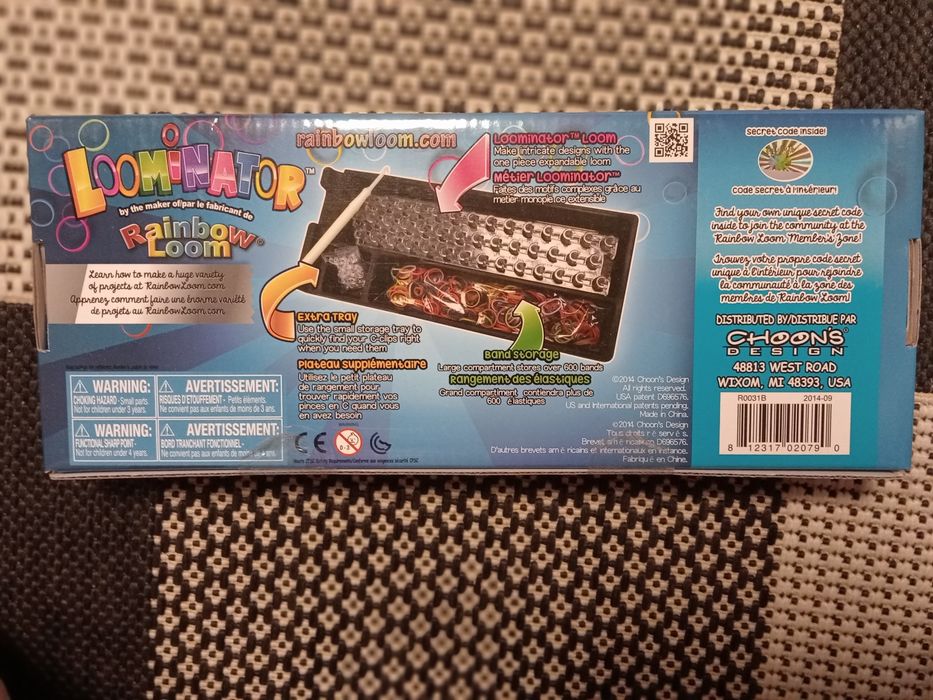 LOOMINATOR™
by the maker of/par le fabricant de
Rainbow
Loom®
Learn how to make a huge variety
of projects at RainbowLoom.com
Apprenez comment faire une énorme variété
de projets au RainbowLoom.com
rainbowloom.com
Loominator™ Loom
Make intricate designs with the
one piece expandable loom
Métier Loominator™
Faites des motifs complexes grâce au
métier monopièce extensible
Extra Tray
Use the small storage tray to
quickly find your C-clips right
when you need them
Plateau supplémentaire
Utilisez le petit plateau
de rangement pour
trouver rapidement vos
pinces en C quand vous
en avez besoin
Band Storage
Large compartment stores over 600 bands
Rangement des élastiques
Grand compartiment contiendra plus de
600 élastiques
⚠ WARNING:
CHOKING HAZARD - Small parts.
Not for children under 3 years.
⚠ AVERTISSEMENT:
RISQUES D'ETOUFFEMENT - Petits éléments.
Ne convient pas aux enfants de moins de 3 ans.
⚠ WARNING:
FUNCTIONAL SHARP POINT -
Not for children under 4 years.
⚠ AVERTISSEMENT:
BORD TRANCHANT FONCTIONNEL -
Ne convient pas aux enfants de moins de 4 ans.
CE
WARNING:
0-3
©2014 Choon's Design
All rights reserved.
USA patent D696576.
US and International patents pending.
Made in China.
©2014 Choon's Design
Tous droits réservés.
Brevet américain D696576.
D'autres brevets américains et internationaux en instance.
Fabriqué en Chine.
secret code inside!
code secret à l'intérieur!
Find your own unique secret code
inside to join the community at the
Rainbow Loom Member's Zone!
Trouvez votre propre code secret
unique à l'intérieur pour rejoindre
la communauté à la zone des
membres de Rainbow Loom!
DISTRIBUTED BY/DISTRIBUE PAR
CHOON'S®
DESIGN
48813 WEST ROAD
WIXOM, MI 48393, USA
R0031B 2014-09
8 12317 02079 0